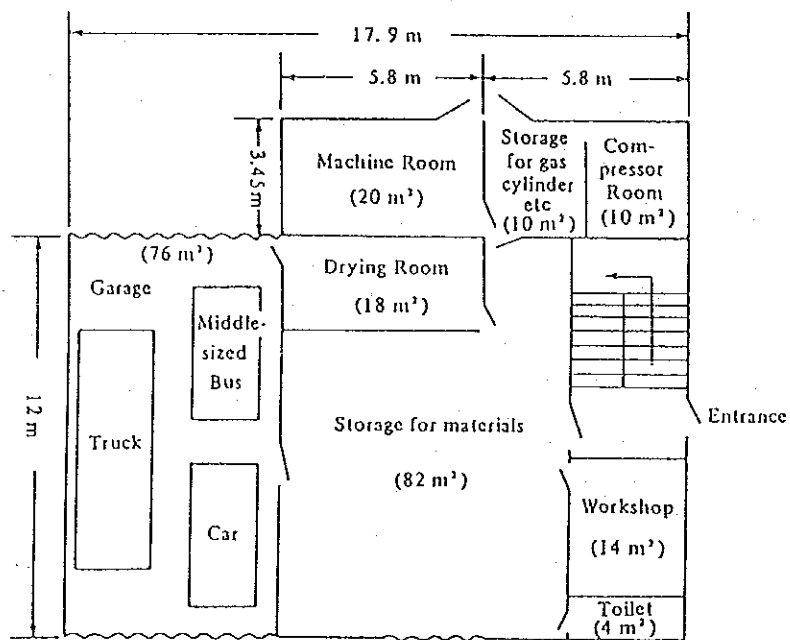 17.9 m
5.8 m
5.8 m
3.45 m
Machine Room
(20 m²)
Storage
for gas
cylinder
etc
(10 m²)
Com-
pressor
Room
(10 m²)
(76 m²)
Garage
Drying Room
(18 m²)
Middle-
sized
Bus
12 m
Truck
Storage for materials
(82 m²)
Entrance
Car
Workshop
(14 m²)
Toilet
(4 m²)